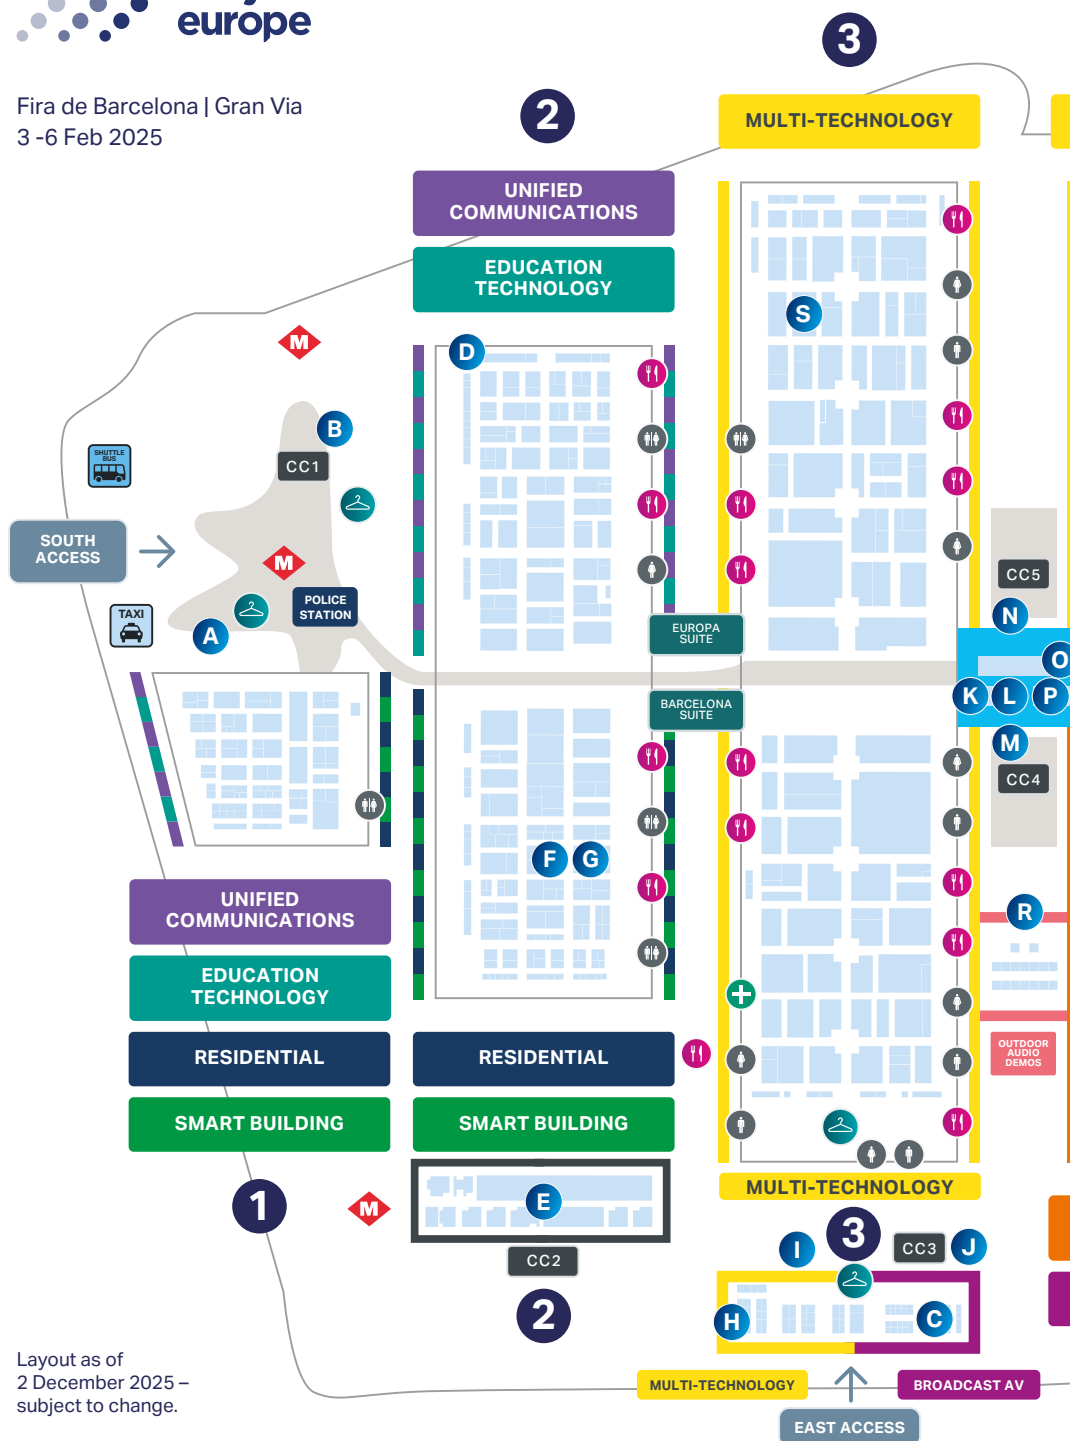 europe
Fira de Barcelona | Gran Via
3 -6 Feb 2025
3
2
MULTI-TECHNOLOGY
UNIFIED
COMMUNICATIONS
EDUCATION
TECHNOLOGY
S
M
D
B
CC1
SHUTTLE
BUS
SOUTH
ACCESS
M
POLICE
STATION
TAXI
A
EUROPA
SUITE
BARCELONA
SUITE
CC5
N
O
K
L
P
M
CC4
F
G
R
OUTDOOR
AUDIO
DEMOS
UNIFIED
COMMUNICATIONS
EDUCATION
TECHNOLOGY
RESIDENTIAL
RESIDENTIAL
SMART BUILDING
SMART BUILDING
E
M
1
CC2
2
MULTI-TECHNOLOGY
3
I
CC3
J
H
C
MULTI-TECHNOLOGY
BROADCAST AV
EAST ACCESS
Layout as of
2 December 2025 –
subject to change.